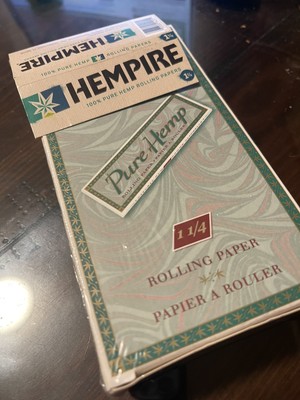 HEMPIRE
100% PURE HEMP ROLLING PAPERS
1¼
HEMPIRE
100% PURE HEMP ROLLING PAPERS
1¼
Pure Hemp
1 1/4
ROLLING PAPER
PAPIER A ROULER